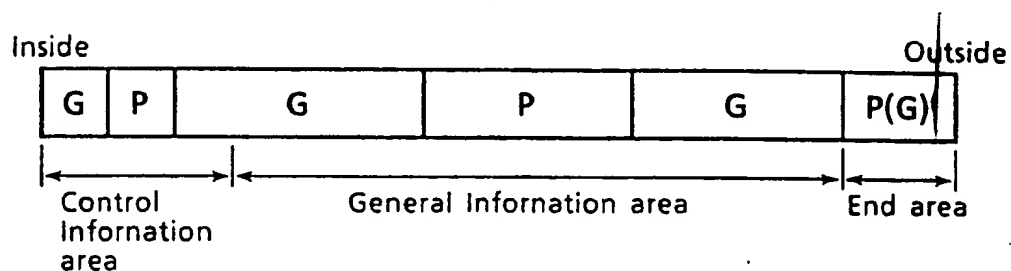 Inside
Outside
G P G P G P(G)
Control
Infornation
area
General Infornation area
End area